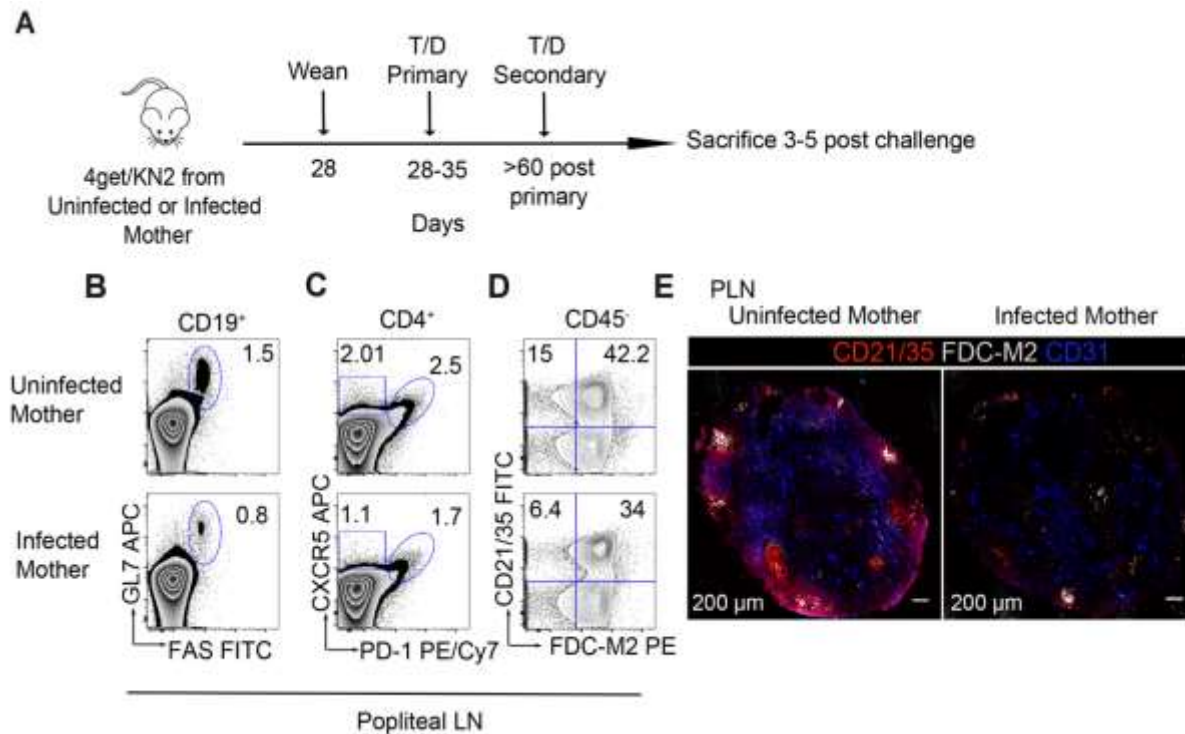 A
Wean
T/D
Primary
T/D
Secondary
Sacrifice 3-5 post challenge
28
28-35
>60 post
primary
Days
4get/KN2 from
Uninfected or Infected
Mother
B
C
D
E
PLN
CD19⁺
CD4⁺
CD45⁻
Uninfected Mother
Infected Mother
CD21/35 FDC-M2 CD31
Uninfected
Mother
1.5
2.01
2.5
15
42.2
Infected
Mother
0.8
1.1
1.7
6.4
34
GL7 APC
CXCR5 APC
CD21/35 FITC
FAS FITC
PD-1 PE/Cy7
FDC-M2 PE
200 µm
200 µm
Popliteal LN